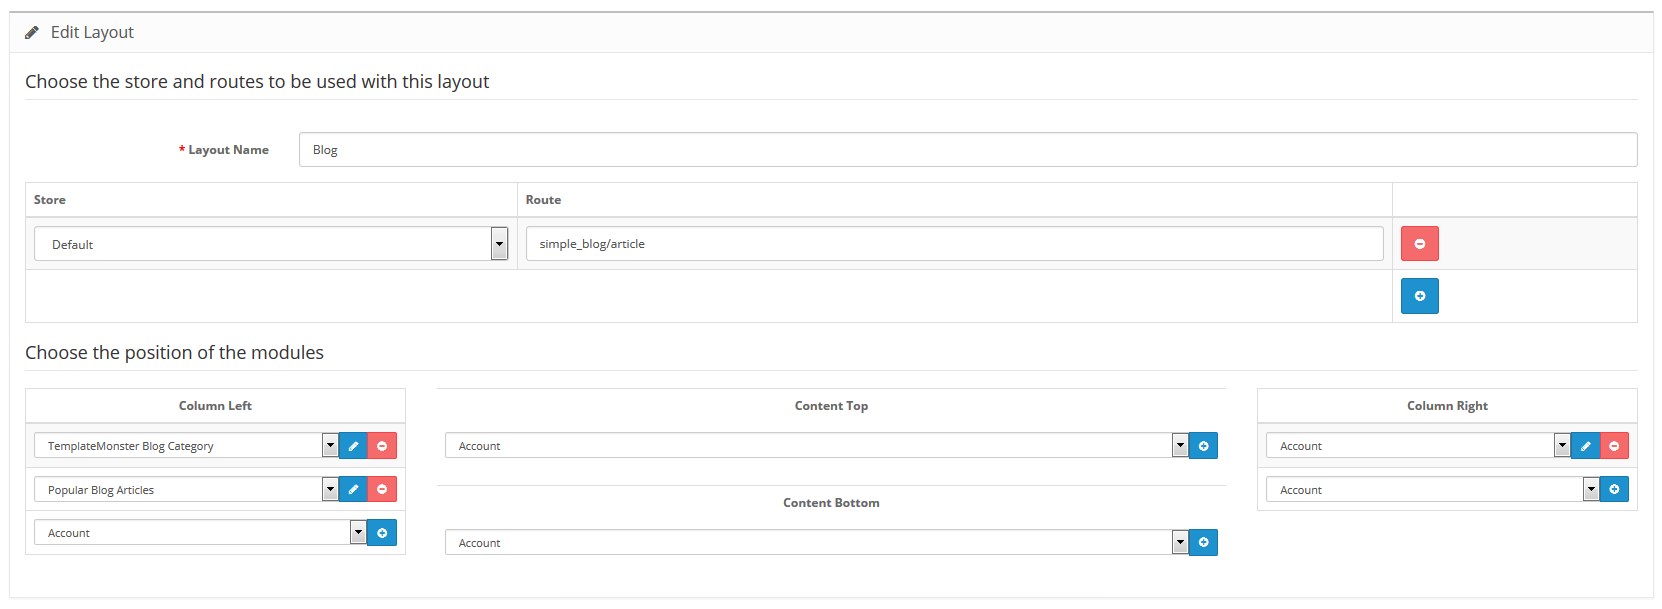 Edit Layout
Choose the store and routes to be used with this layout
* Layout Name
Blog
Store
Route
Default
simple_blog/article
Choose the position of the modules
Column Left
TemplateMonster Blog Category
Popular Blog Articles
Account
Content Top
Account
Content Bottom
Account
Column Right
Account
Account